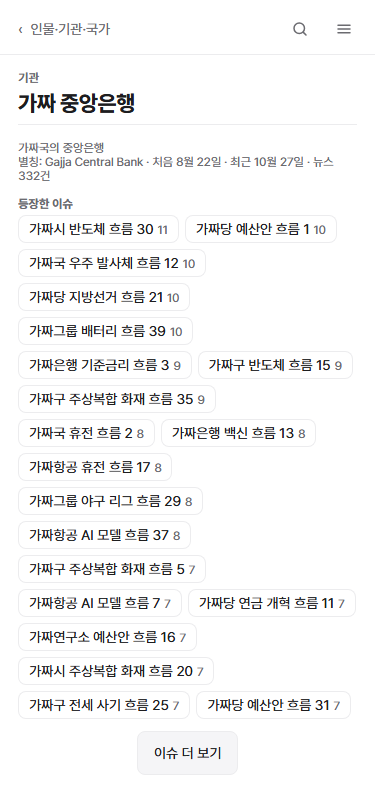 ‹ 인물·기관·국가
기관
가짜 중앙은행
가짜국의 중앙은행
별칭: Gajja Central Bank · 처음 8월 22일 · 최근 10월 27일 · 뉴스
332건
등장한 이슈
가짜시 반도체 흐름 30 11 가짜당 예산안 흐름 1 10
가짜국 우주 발사체 흐름 12 10
가짜당 지방선거 흐름 21 10
가짜그룹 배터리 흐름 39 10
가짜은행 기준금리 흐름 3 9 가짜구 반도체 흐름 15 9
가짜구 주상복합 화재 흐름 35 9
가짜국 휴전 흐름 2 8 가짜은행 백신 흐름 13 8
가짜항공 휴전 흐름 17 8
가짜그룹 야구 리그 흐름 29 8
가짜항공 AI 모델 흐름 37 8
가짜구 주상복합 화재 흐름 5 7
가짜항공 AI 모델 흐름 7 7 가짜당 연금 개혁 흐름 11 7
가짜연구소 예산안 흐름 16 7
가짜시 주상복합 화재 흐름 20 7
가짜구 전세 사기 흐름 25 7 가짜당 예산안 흐름 31 7
이슈 더 보기